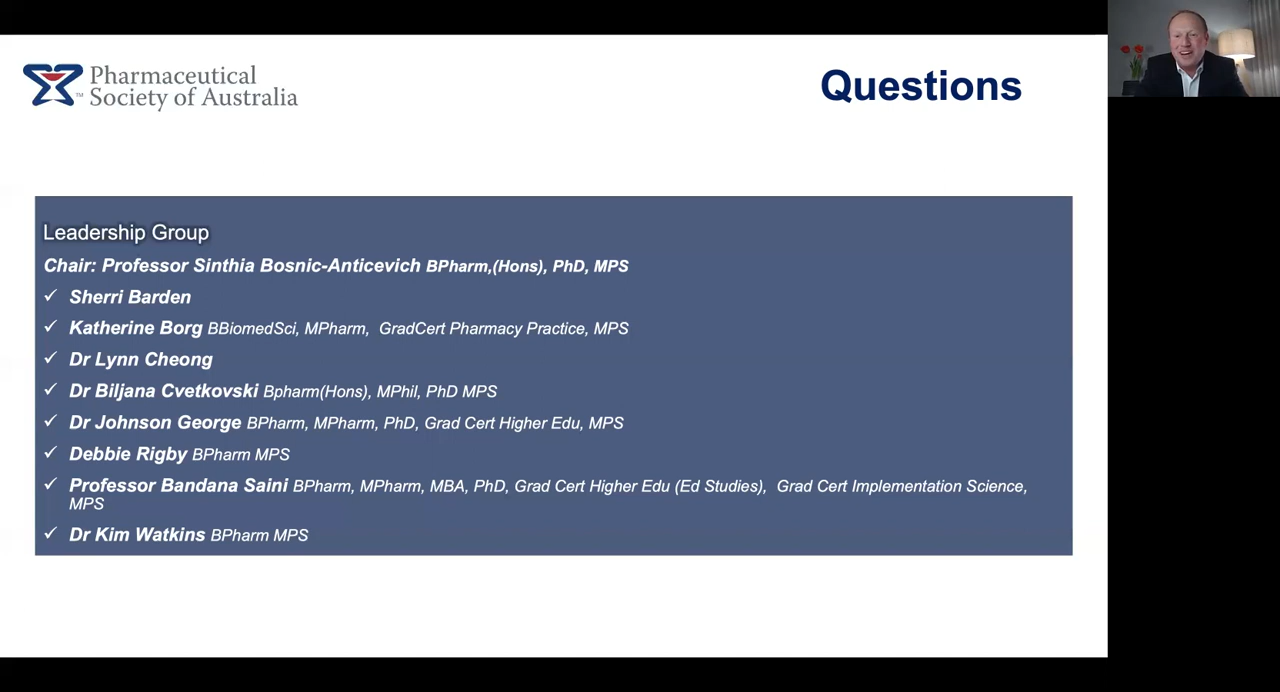 Pharmaceutical
Society of Australia
TM
Questions
Leadership Group
Chair: Professor Sinthia Bosnic-Anticevich BPharm,(Hons), PhD, MPS
✓ Sherri Barden
✓ Katherine Borg BBiomedSci, MPharm, GradCert Pharmacy Practice, MPS
✓ Dr Lynn Cheong
✓ Dr Biljana Cvetkovski Bpharm(Hons), MPhil, PhD MPS
✓ Dr Johnson George BPharm, MPharm, PhD, Grad Cert Higher Edu, MPS
✓ Debbie Rigby BPharm MPS
✓ Professor Bandana Saini BPharm, MPharm, MBA, PhD, Grad Cert Higher Edu (Ed Studies), Grad Cert Implementation Science,
MPS
✓ Dr Kim Watkins BPharm MPS